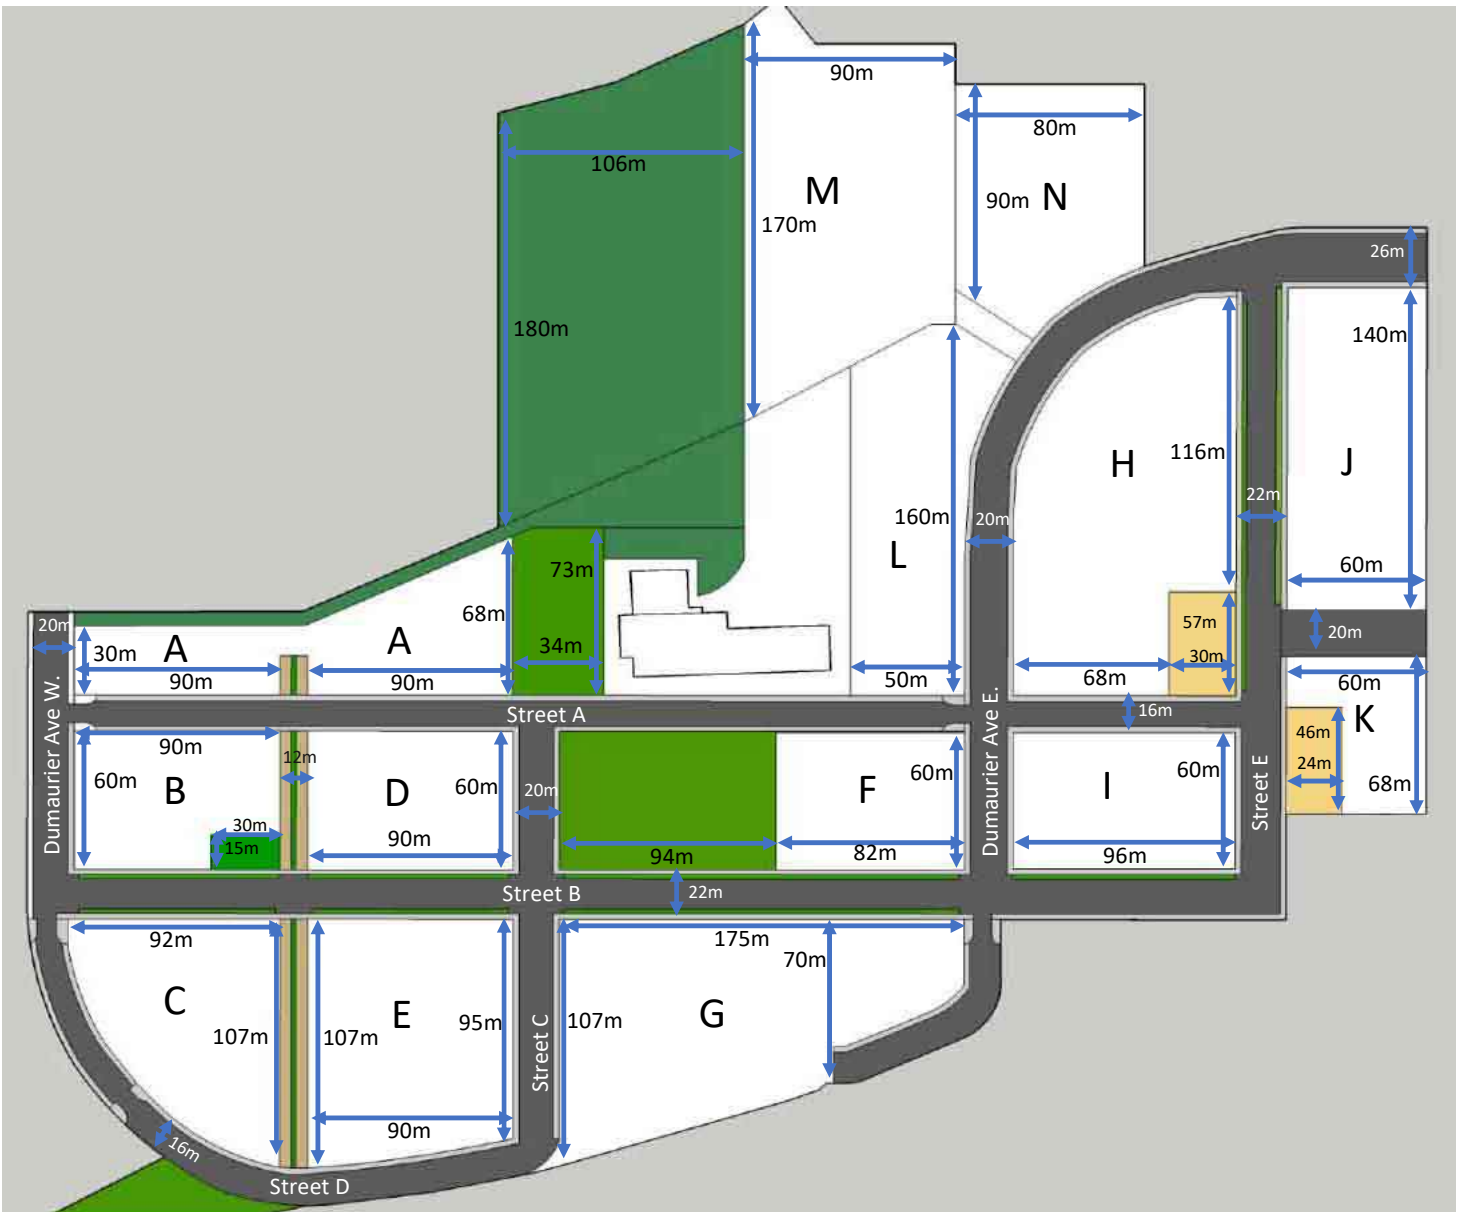 90m
80m
106m
M
90m
N
170m
26m
180m
140m
116m
H
J
22m
160m
20m
L
60m
73m
68m
57m
20m
20m
30m
A
A
34m
30m
90m
90m
50m
68m
60m
Street A
16m
K
46m
24m
68m
90m
12m
60m
B
D
60m
20m
F
60m
I
60m
Dumaurier Ave W.
Dumaurier Ave E.
Street E
30m
15m
90m
94m
82m
96m
Street B
22m
92m
175m
70m
C
E
G
107m
107m
95m
Street C
107m
90m
16m
Street D